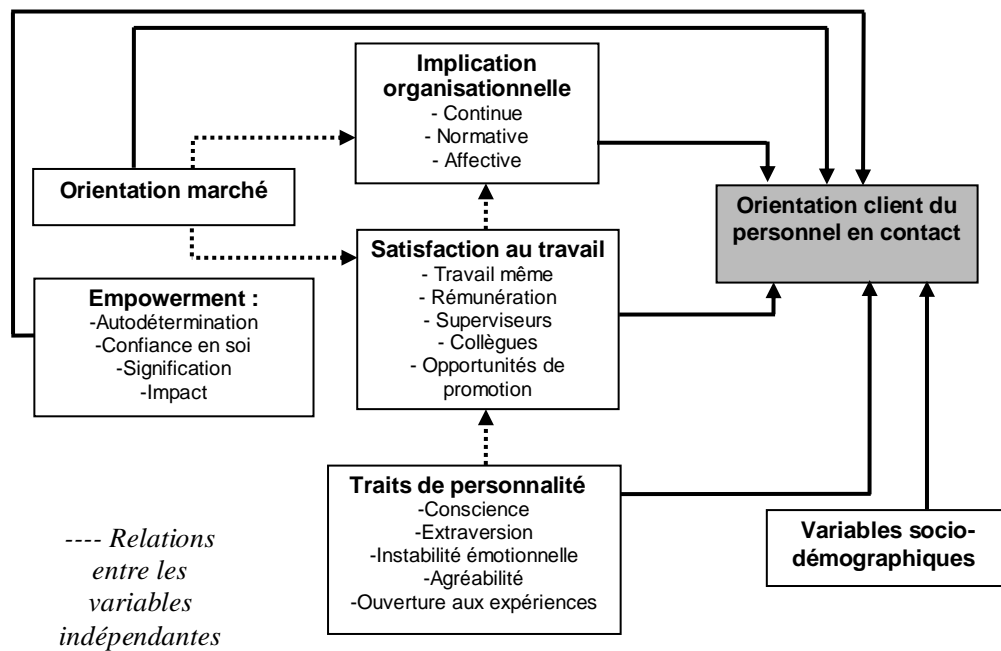 Implication
organisationnelle
- Continue
- Normative
- Affective
Orientation marché
Orientation client du
personnel en contact
Satisfaction au travail
- Travail même
- Rémunération
- Superviseurs
- Collègues
- Opportunités de
promotion
Empowerment :
-Autodétermination
-Confiance en soi
-Signification
-Impact
Traits de personnalité
-Conscience
-Extraversion
-Instabilité émotionnelle
-Agréabilité
-Ouverture aux expériences
Variables socio-
démographiques
---- Relations
entre les
variables
indépendantes